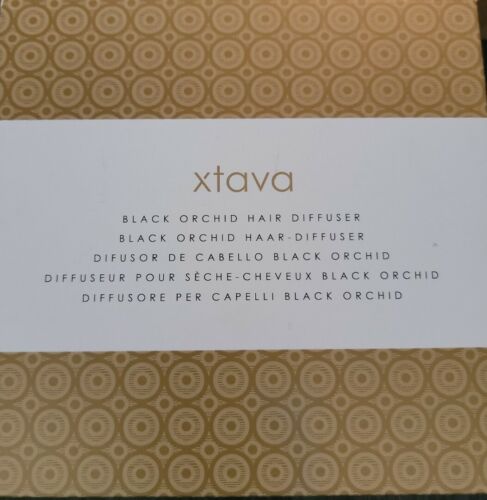 xtava
BLACK ORCHID HAIR DIFFUSER
BLACK ORCHID HAAR-DIFFUSER
DIFUSOR DE CABELLO BLACK ORCHID
DIFFUSEUR POUR SÈCHE-CHEVEUX BLACK ORCHID
DIFFUSORE PER CAPELLI BLACK ORCHID